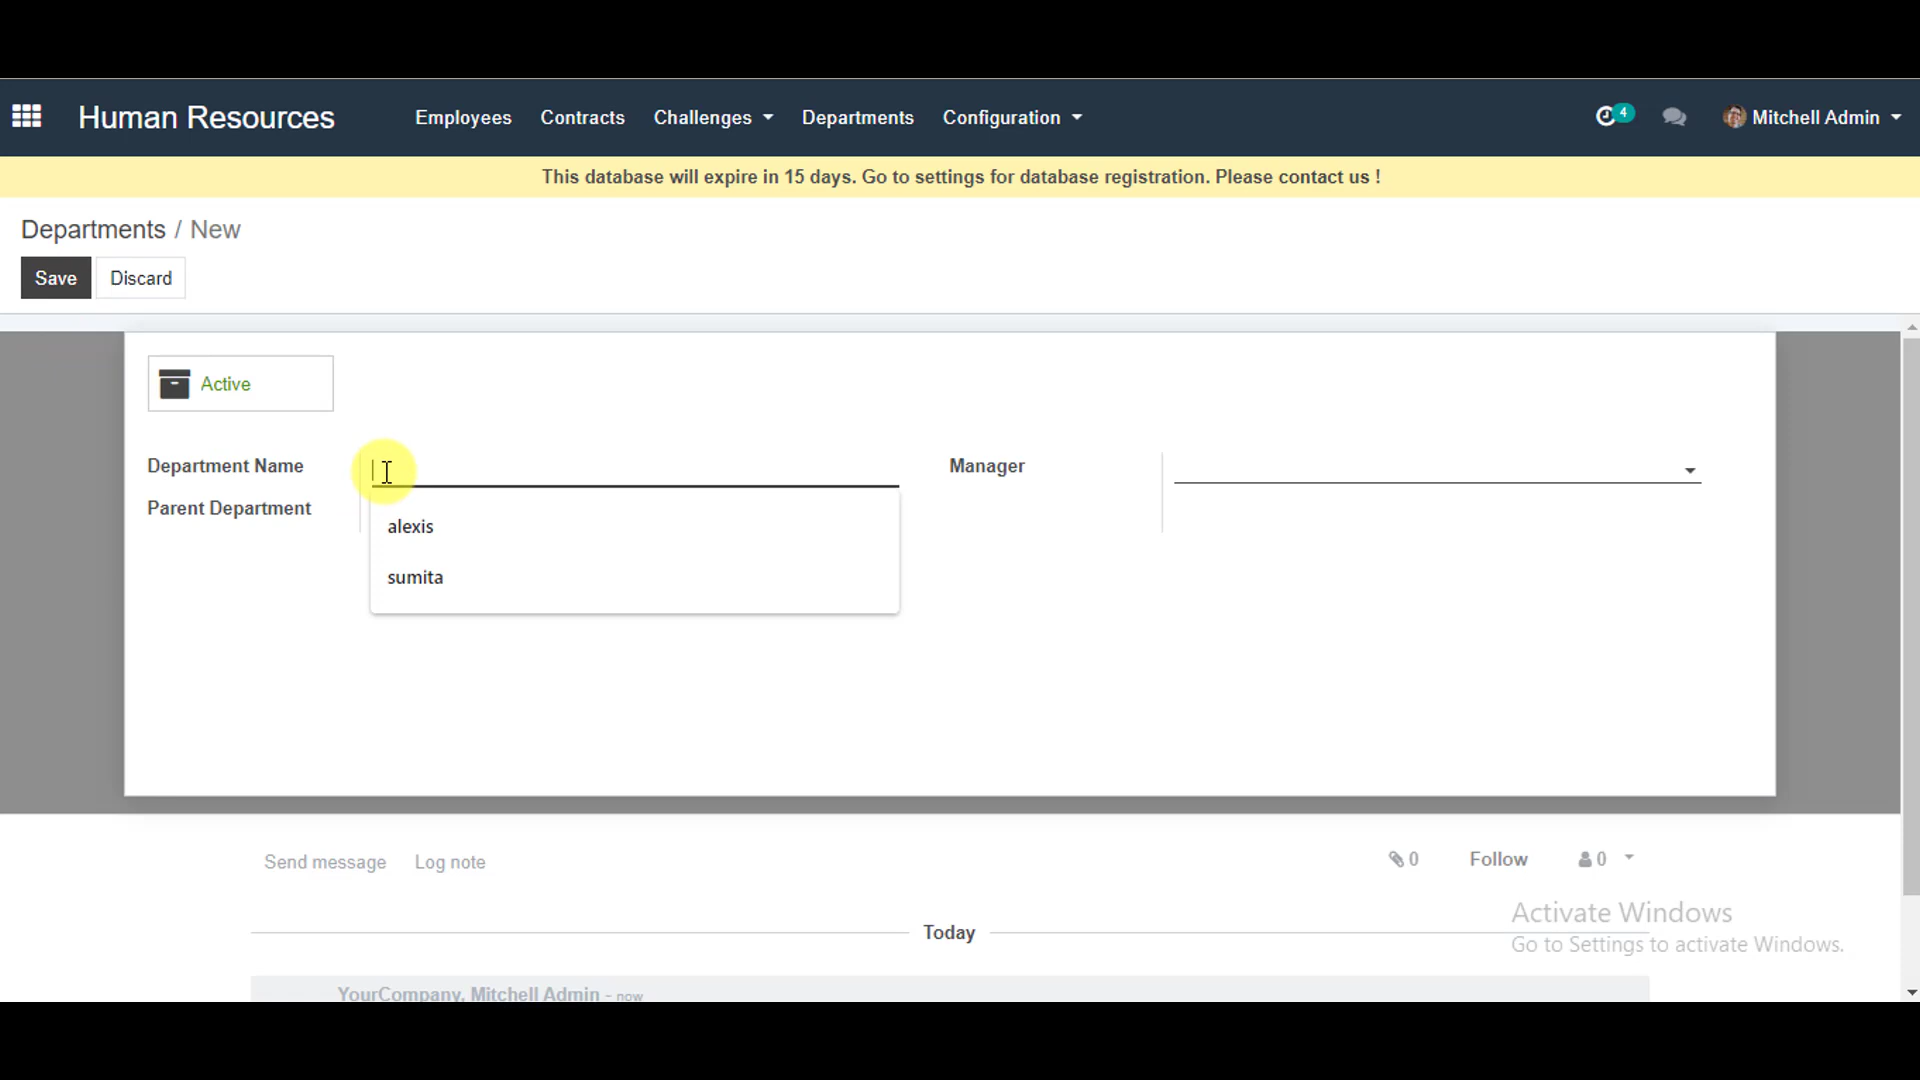 Human Resources
Employees Contracts Challenges Departments Configuration
4
Mitchell Admin
This database will expire in 15 days. Go to settings for database registration. Please contact us !
Departments / New
Save Discard
Active
Department Name
Manager
Parent Department
alexis
sumita
Send message Log note
0 Follow 0
Activate Windows
Go to Settings to activate Windows.
Today
YourCompany, Mitchell Admin - now